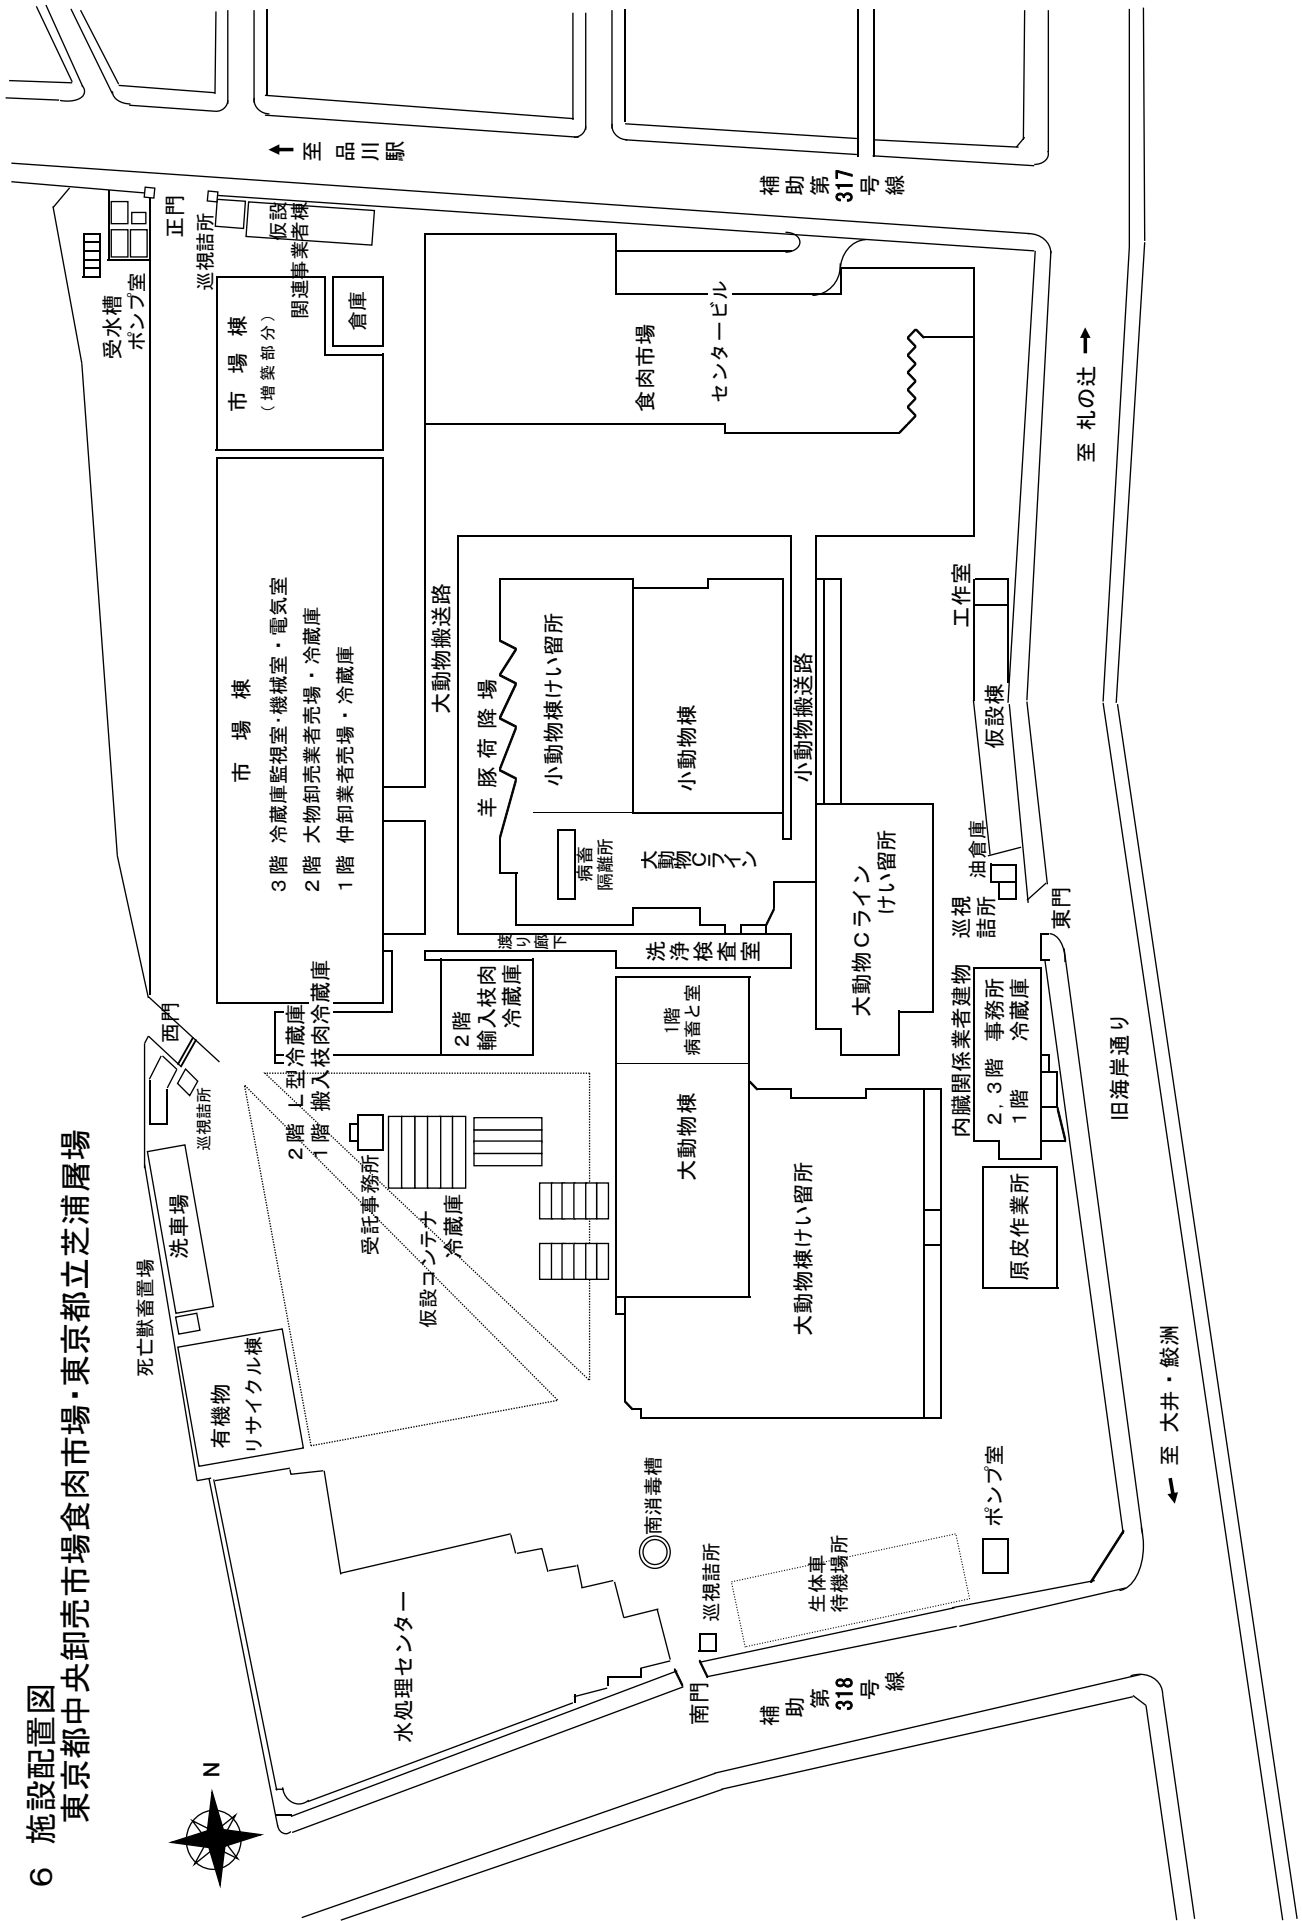 6 施設配置図
東京都中央卸売市場食肉市場・東京都立芝浦屠場
N
水処理センター
有機物
リサイクル棟
死亡獣畜置場
洗車場
巡視詰所
西門
2階 L型冷蔵庫
1階 搬入枝肉冷蔵庫
受託事務所
仮設コンテナ
冷蔵庫
市場棟
3階 冷蔵庫監視室・機械室・電気室
2階 大物卸売業者売場・冷蔵庫
1階 仲卸業者売場・冷蔵庫
市場棟
（増築部分）
倉庫
受水槽
ポンプ室
正門
巡視詰所
仮設
関連事業者棟
↑ 至 品川駅
補助第317号線
食肉市場
センタービル
大動物搬送路
羊豚荷降場
小動物棟けい留所
小動物棟
小動物搬送路
病畜
隔離所
大動物Cライン
渡り廊下
洗浄検査室
2階
輸入枝肉
冷蔵庫
1階
病畜と室
大動物棟
大動物棟けい留所
大動物Cライン
けい留所
工作室
仮設棟
油倉庫
巡視
詰所
東門
内臓関係業者建物
2,3階 事務所
1階 冷蔵庫
原皮作業所
旧海岸通り
至 札の辻 →
← 至 大井・鮫洲
南消毒槽
巡視詰所
生体車
待機場所
ポンプ室
南門
補助第318号線